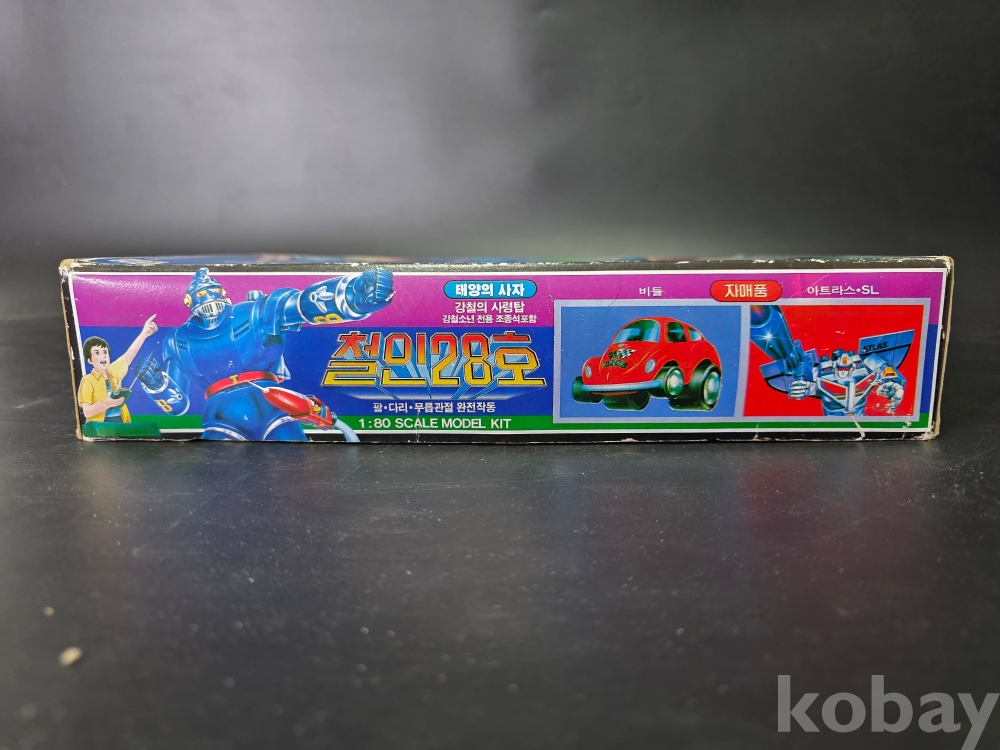 태양의 사자
강철의 사령탑
강철소년 전용 조종석포함
철인28호
팔•다리•무릎관절 완전작동
1:80 SCALE MODEL KIT
비틀
자매품
아트라스•SL
ATLAS
kobay